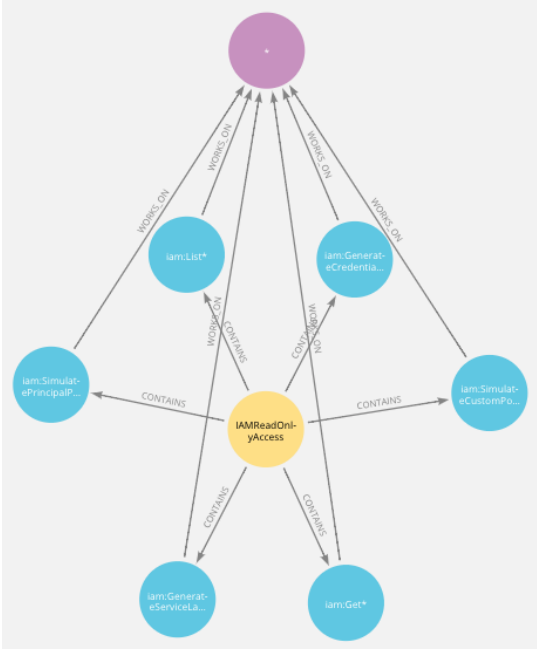 *
WORKS_ON
WORKS_ON
WORKS_ON
WORKS_ON
iam:List*
iam:Generat-
eCredentia...
WORKS_ON
WORKS_ON
CONTAINS
CONTAINS
iam:Simulat-
ePrincipalP...
iam:Simulat-
eCustomPo...
CONTAINS
CONTAINS
IAMReadOnl-
yAccess
CONTAINS
CONTAINS
iam:Generat-
eServiceLa...
iam:Get*